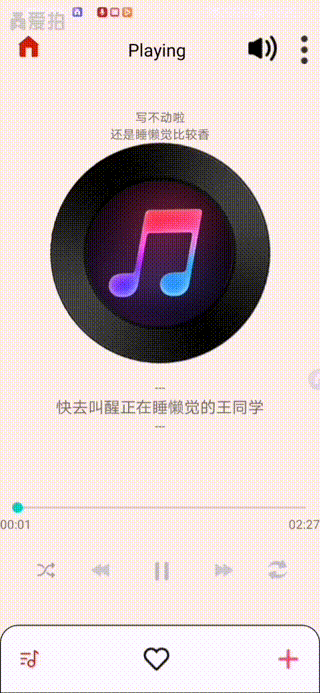 爱拍
Playing
写不动啦
还是睡懒觉比较香
---
快去叫醒正在睡懒觉的王同学
---
00:01
02:27